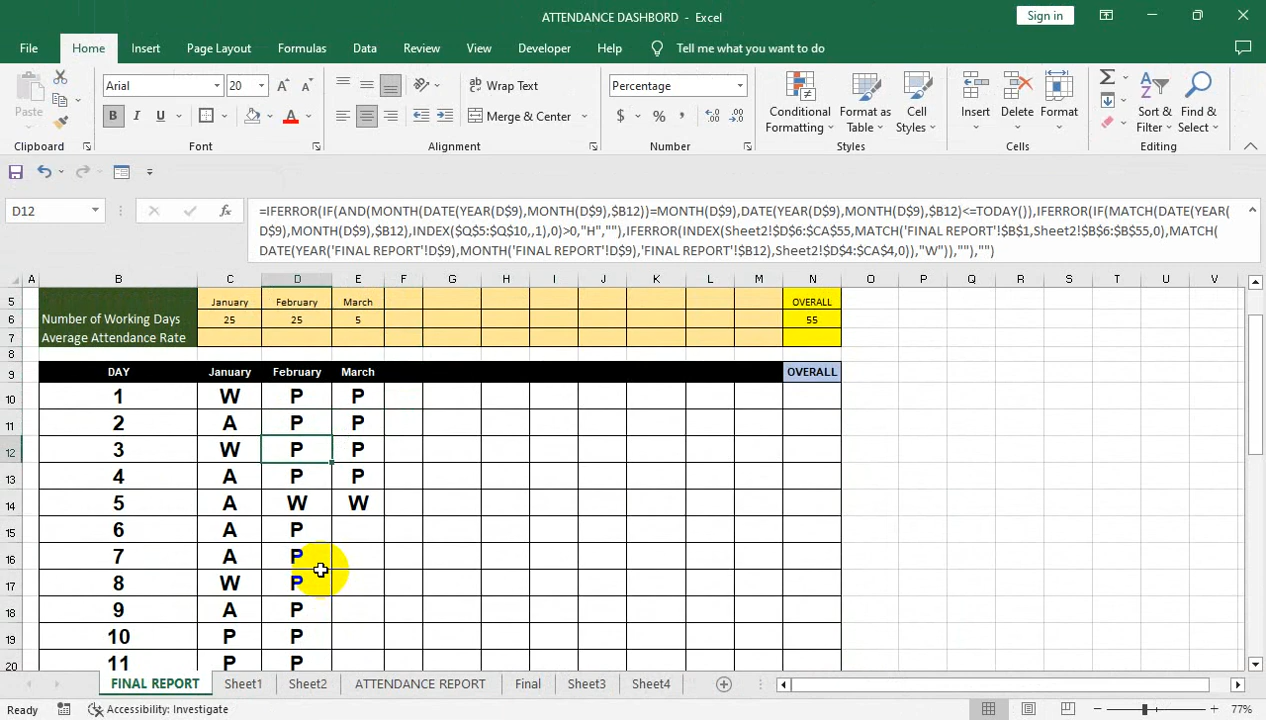 ATTENDANCE DASHBORD - Excel
Sign in
File Home Insert Page Layout Formulas Data Review View Developer Help Tell me what you want to do
Paste
Clipboard
Arial 20
B I U
Font
Wrap Text
Merge & Center
Alignment
Percentage
$ % ,
Number
Conditional Formatting
Format as Table
Cell Styles
Styles
Insert Delete Format
Cells
Sort & Filter
Find & Select
Editing
D12
=IFERROR(IF(AND(MONTH(DATE(YEAR(D$9),MONTH(D$9),$B12))=MONTH(D$9),DATE(YEAR(D$9),MONTH(D$9),$B12)<=TODAY()),IFERROR(IF(MATCH(DATE(YEAR(
D$9),MONTH(D$9),$B12),INDEX($Q$5:$Q$10,,1),0)>0,"H",""),IFERROR(INDEX(Sheet2!$D$6:$CA$55,MATCH('FINAL REPORT'!$B$1,Sheet2!$B$6:$B$55,0),MATCH(
DATE(YEAR('FINAL REPORT'!D$9),MONTH('FINAL REPORT'!D$9),'FINAL REPORT'!$B12),Sheet2!$D$4:$CA$4,0)),"W")),""),"")
A B C D E F G H I J K L M N O P Q R S T U V
5 January February March OVERALL
6 Number of Working Days 25 25 5 55
7 Average Attendance Rate
8
9 DAY January February March OVERALL
10 1 W P P
11 2 A P P
12 3 W P P
13 4 A P P
14 5 A W W
15 6 A P
16 7 A P
17 8 W P
18 9 A P
19 10 P P
20 11 P P
FINAL REPORT Sheet1 Sheet2 ATTENDANCE REPORT Final Sheet3 Sheet4
Ready Accessibility: Investigate 77%